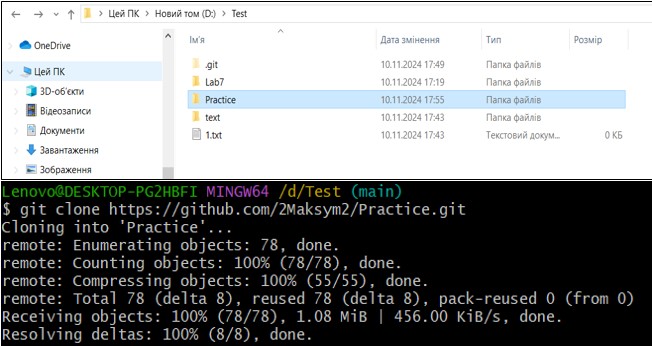 Цей ПК > Новий том (D:) > Test
Ім'я Дата змінення Тип Розмір
OneDrive
.git 10.11.2024 17:49 Папка файлів
Цей ПК
Lab7 10.11.2024 17:19 Папка файлів
3D-об'єкти
Practice 10.11.2024 17:55 Папка файлів
Відеозаписи
text 10.11.2024 17:43 Папка файлів
Документи
1.txt 10.11.2024 17:43 Текстовий докум... 0 КБ
Завантаження
Зображення
Lenovo@DESKTOP-PG2HBFI MINGW64 /d/Test (main)
$ git clone https://github.com/2Maksym2/Practice.git
Cloning into 'Practice'...
remote: Enumerating objects: 78, done.
remote: Counting objects: 100% (78/78), done.
remote: Compressing objects: 100% (55/55), done.
remote: Total 78 (delta 8), reused 78 (delta 8), pack-reused 0 (from 0)
Receiving objects: 100% (78/78), 1.08 MiB | 456.00 KiB/s, done.
Resolving deltas: 100% (8/8), done.